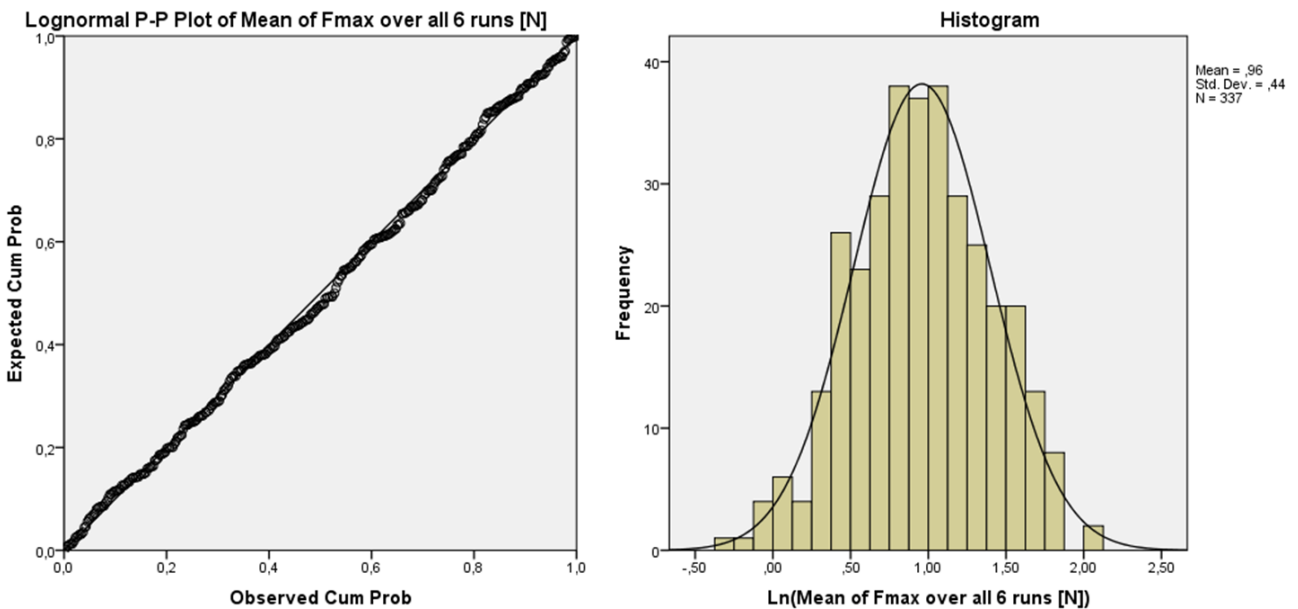 Lognormal P-P Plot of Mean of Fmax over all 6 runs [N]
Expected Cum Prob
1,0
0,8
0,6
0,4
0,2
0,0
0,0 0,2 0,4 0,6 0,8 1,0
Observed Cum Prob
Histogram
Mean = ,96
Std. Dev. = ,44
N = 337
Frequency
40
30
20
10
0
-,50 ,00 ,50 1,00 1,50 2,00 2,50
Ln(Mean of Fmax over all 6 runs [N])